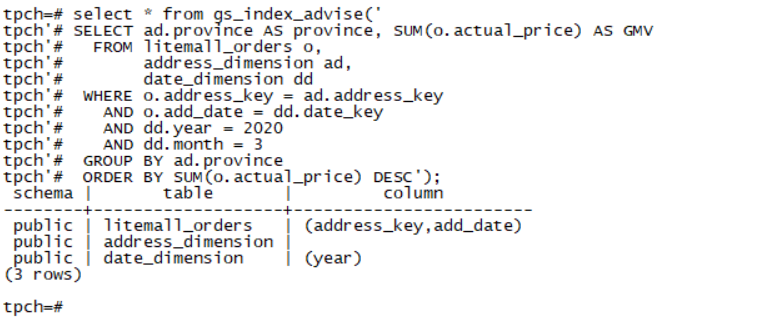 tpch=# select * from gs_index_advise('
tpch'# SELECT ad.province AS province, SUM(o.actual_price) AS GMV
tpch'#   FROM litemall_orders o,
tpch'#        address_dimension ad,
tpch'#        date_dimension dd
tpch'#  WHERE o.address_key = ad.address_key
tpch'#    AND o.add_date = dd.date_key
tpch'#    AND dd.year = 2020
tpch'#    AND dd.month = 3
tpch'#  GROUP BY ad.province
tpch'#  ORDER BY SUM(o.actual_price) DESC');
 schema |       table       |         column
--------+-------------------+------------------------
 public | litemall_orders   | (address_key,add_date)
 public | address_dimension |
 public | date_dimension    | (year)
(3 rows)
tpch=#